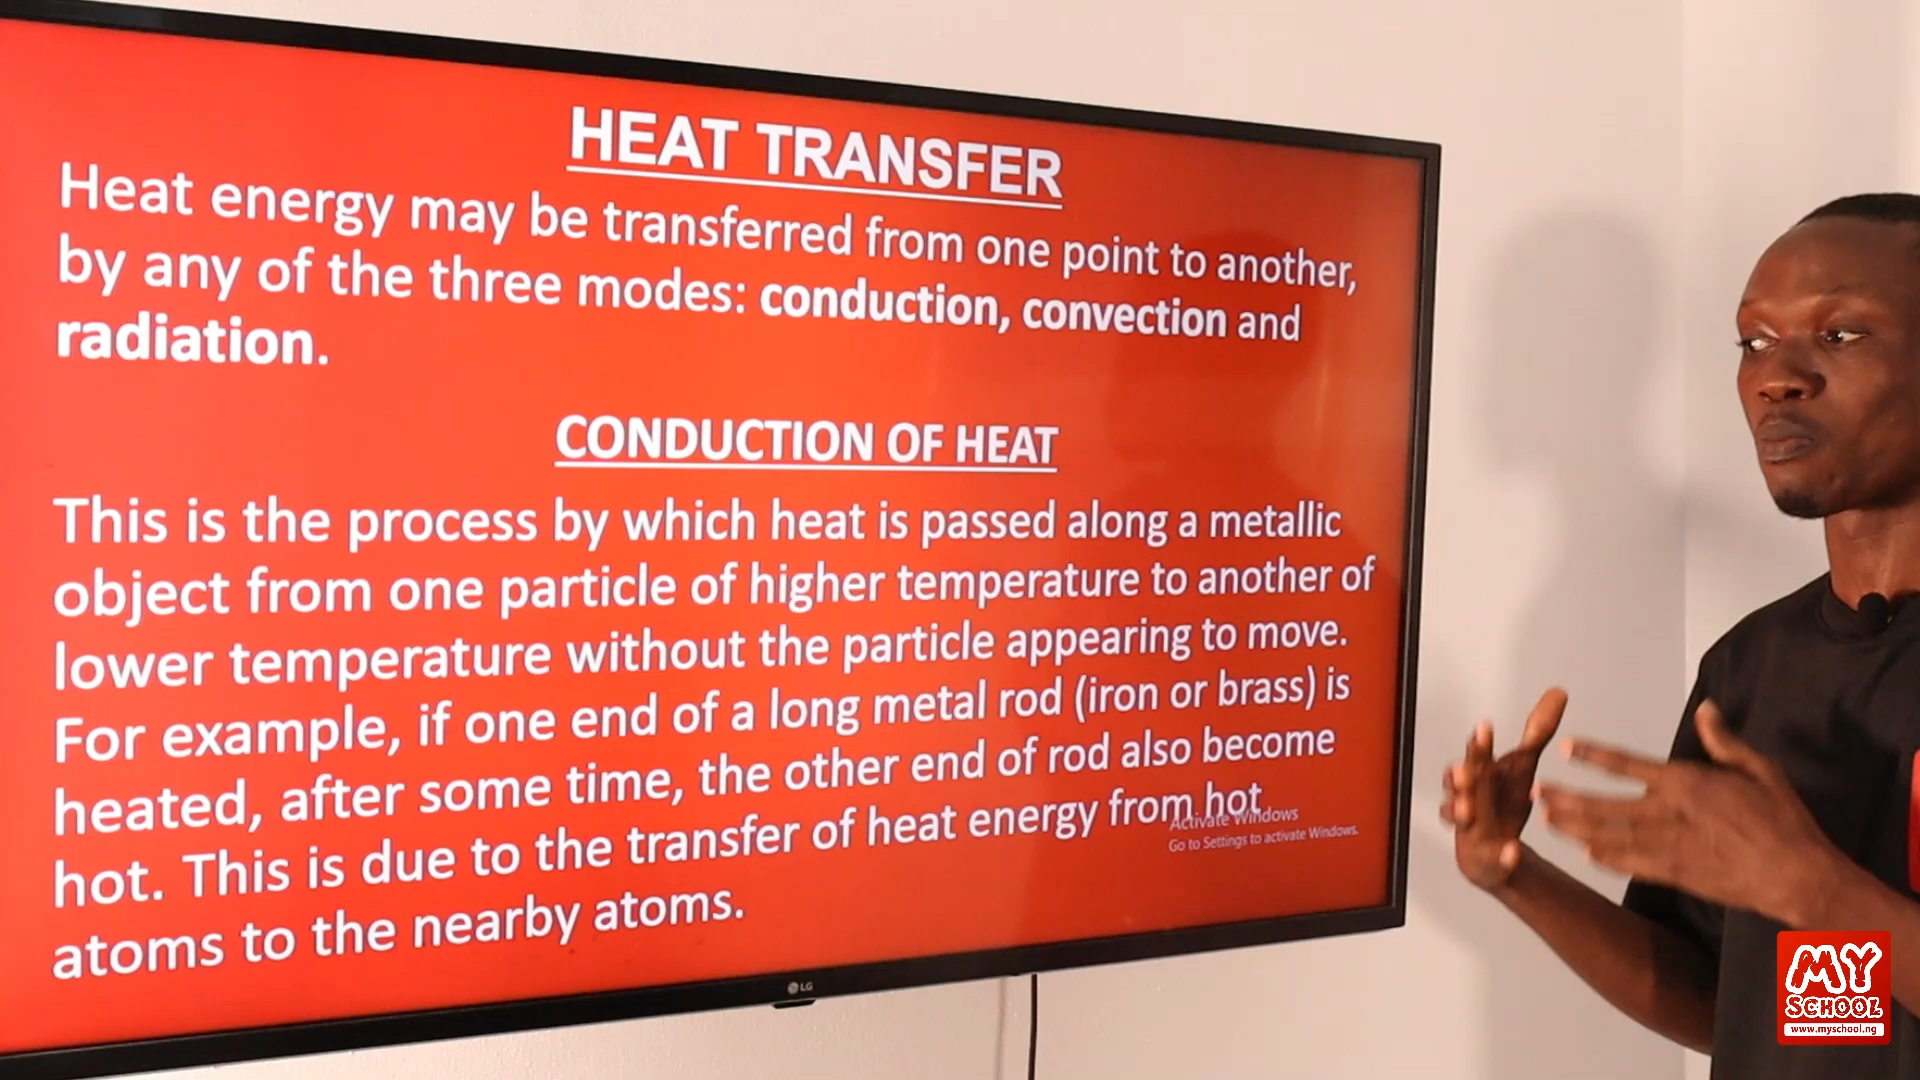 HEAT TRANSFER
Heat energy may be transferred from one point to another,
by any of the three modes: conduction, convection and
radiation.
CONDUCTION OF HEAT
This is the process by which heat is passed along a metallic
object from one particle of higher temperature to another of
lower temperature without the particle appearing to move.
For example, if one end of a long metal rod (iron or brass) is
heated, after some time, the other end of rod also become
hot. This is due to the transfer of heat energy from hot
atoms to the nearby atoms.
Activate Windows
Go to Settings to activate Windows.
LG
MY
SCHOOL
www.myschool.ng